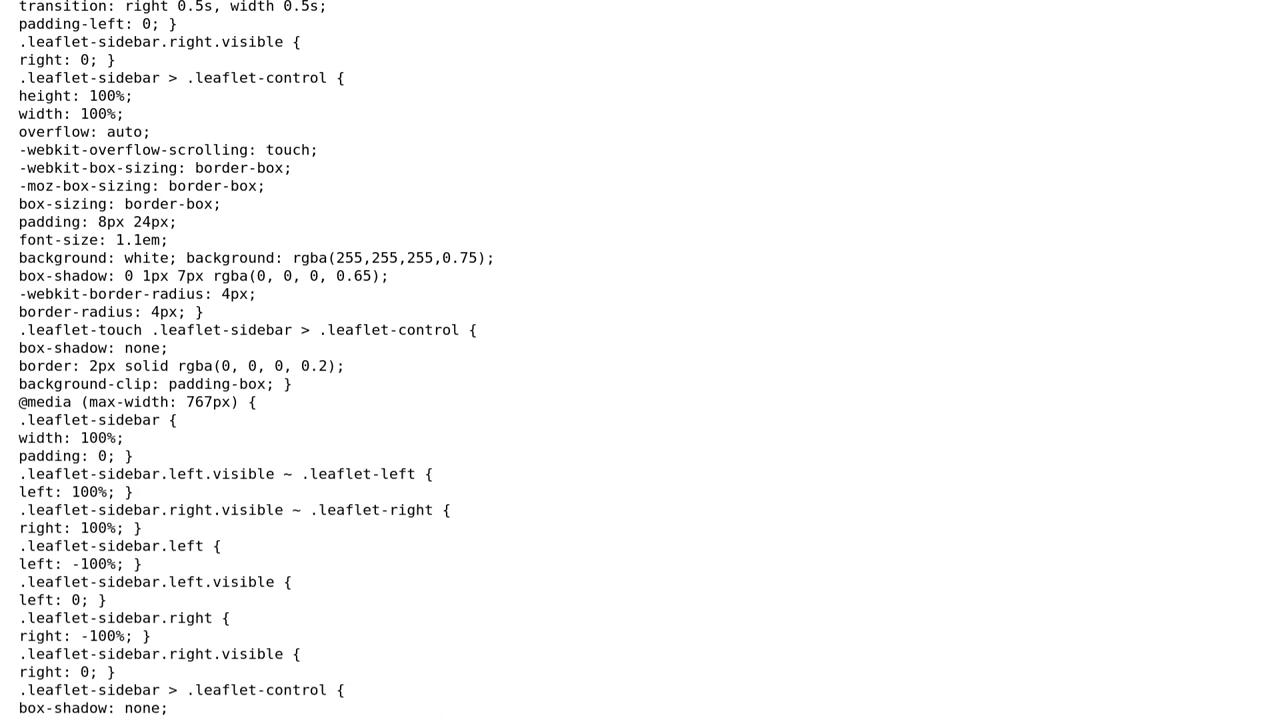 transition: right 0.5s, width 0.5s;
padding-left: 0; }
.leaflet-sidebar.right.visible {
right: 0; }
.leaflet-sidebar > .leaflet-control {
height: 100%;
width: 100%;
overflow: auto;
-webkit-overflow-scrolling: touch;
-webkit-box-sizing: border-box;
-moz-box-sizing: border-box;
box-sizing: border-box;
padding: 8px 24px;
font-size: 1.1em;
background: white; background: rgba(255,255,255,0.75);
box-shadow: 0 1px 7px rgba(0, 0, 0, 0.65);
-webkit-border-radius: 4px;
border-radius: 4px; }
.leaflet-touch .leaflet-sidebar > .leaflet-control {
box-shadow: none;
border: 2px solid rgba(0, 0, 0, 0.2);
background-clip: padding-box; }
@media (max-width: 767px) {
.leaflet-sidebar {
width: 100%;
padding: 0; }
.leaflet-sidebar.left.visible ~ .leaflet-left {
left: 100%; }
.leaflet-sidebar.right.visible ~ .leaflet-right {
right: 100%; }
.leaflet-sidebar.left {
left: -100%; }
.leaflet-sidebar.left.visible {
left: 0; }
.leaflet-sidebar.right {
right: -100%; }
.leaflet-sidebar.right.visible {
right: 0; }
.leaflet-sidebar > .leaflet-control {
box-shadow: none;